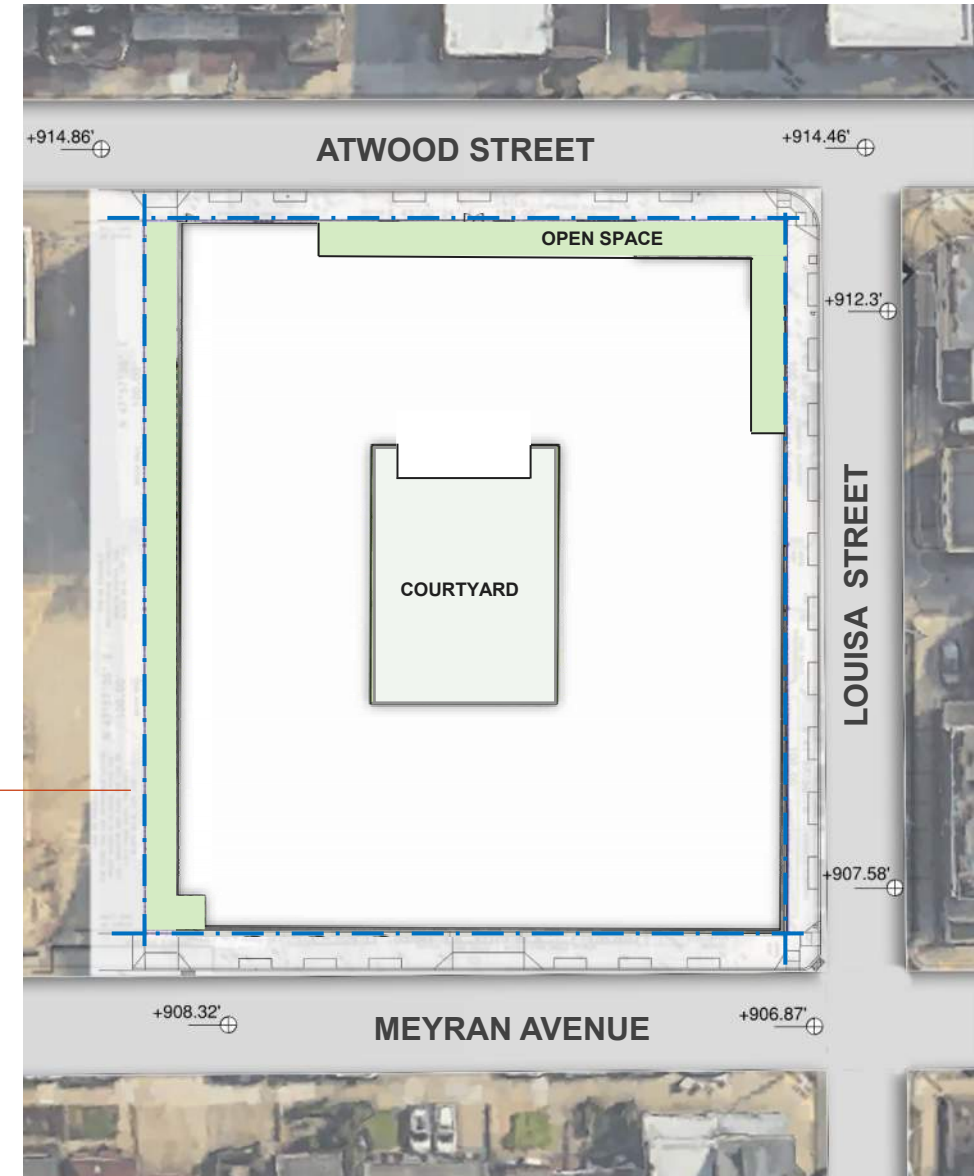 +914.86'
ATWOOD STREET
+914.46'
OPEN SPACE
+912.3'
LOUISA STREET
COURTYARD
+907.58'
+908.32'
MEYRAN AVENUE
+906.87'